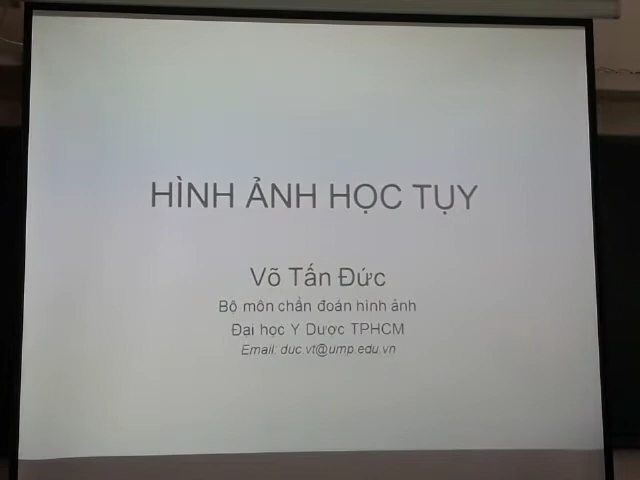 HÌNH ẢNH HỌC TỤY
Võ Tấn Đức
Bộ môn chẩn đoán hình ảnh
Đại học Y Dược TPHCM
Email: duc.vt@ump.edu.vn